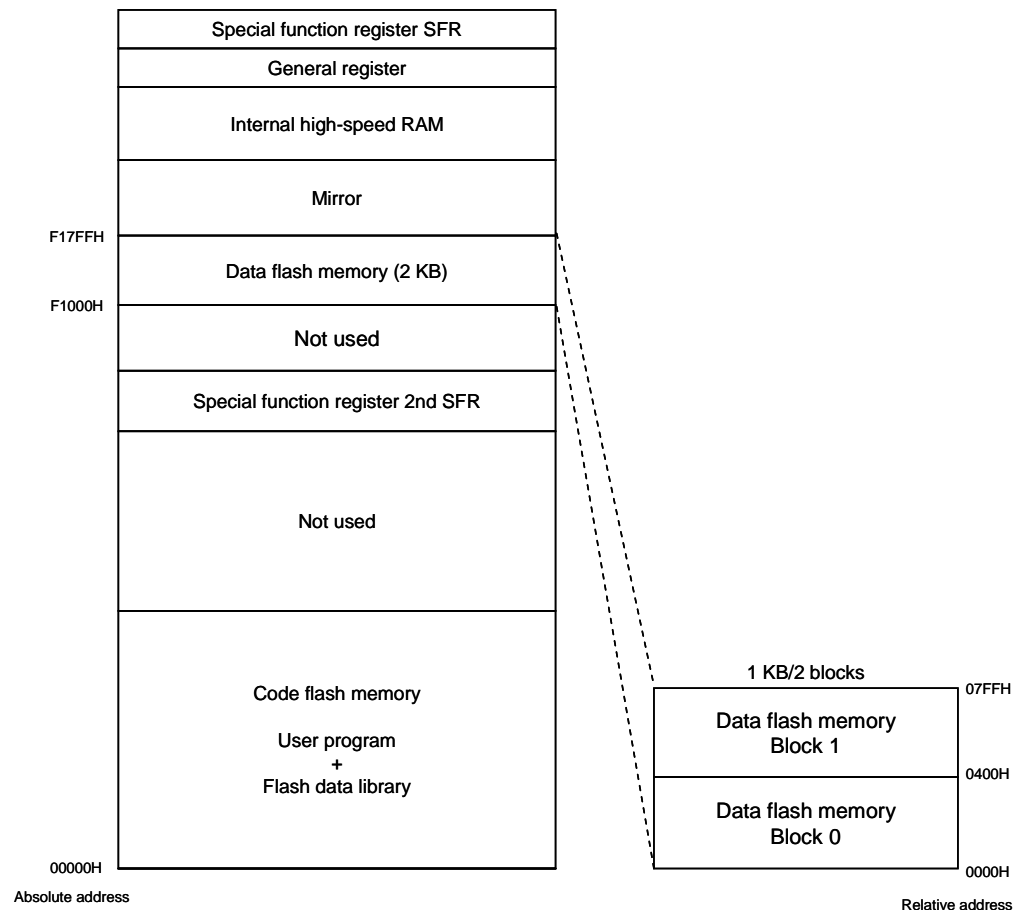 Special function register SFR
General register
Internal high-speed RAM
Mirror
F17FFH
Data flash memory (2 KB)
F1000H
Not used
Special function register 2nd SFR
Not used
Code flash memory
User program
+
Flash data library
00000H
Absolute address
1 KB/2 blocks
07FFH
Data flash memory
Block 1
0400H
Data flash memory
Block 0
0000H
Relative address